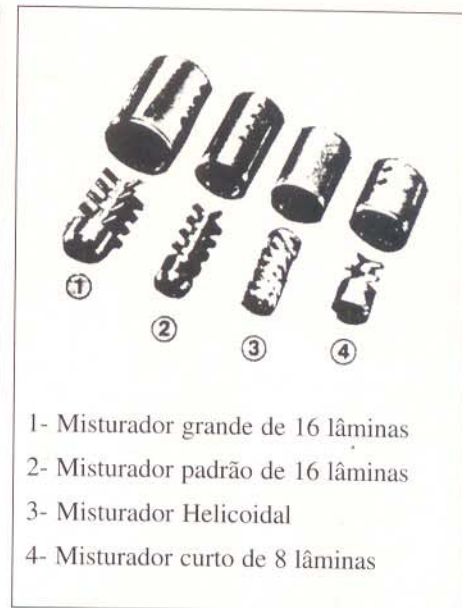 1 2 3 4
1- Misturador grande de 16 lâminas
2- Misturador padrão de 16 lâminas
3- Misturador Helicoidal
4- Misturador curto de 8 lâminas